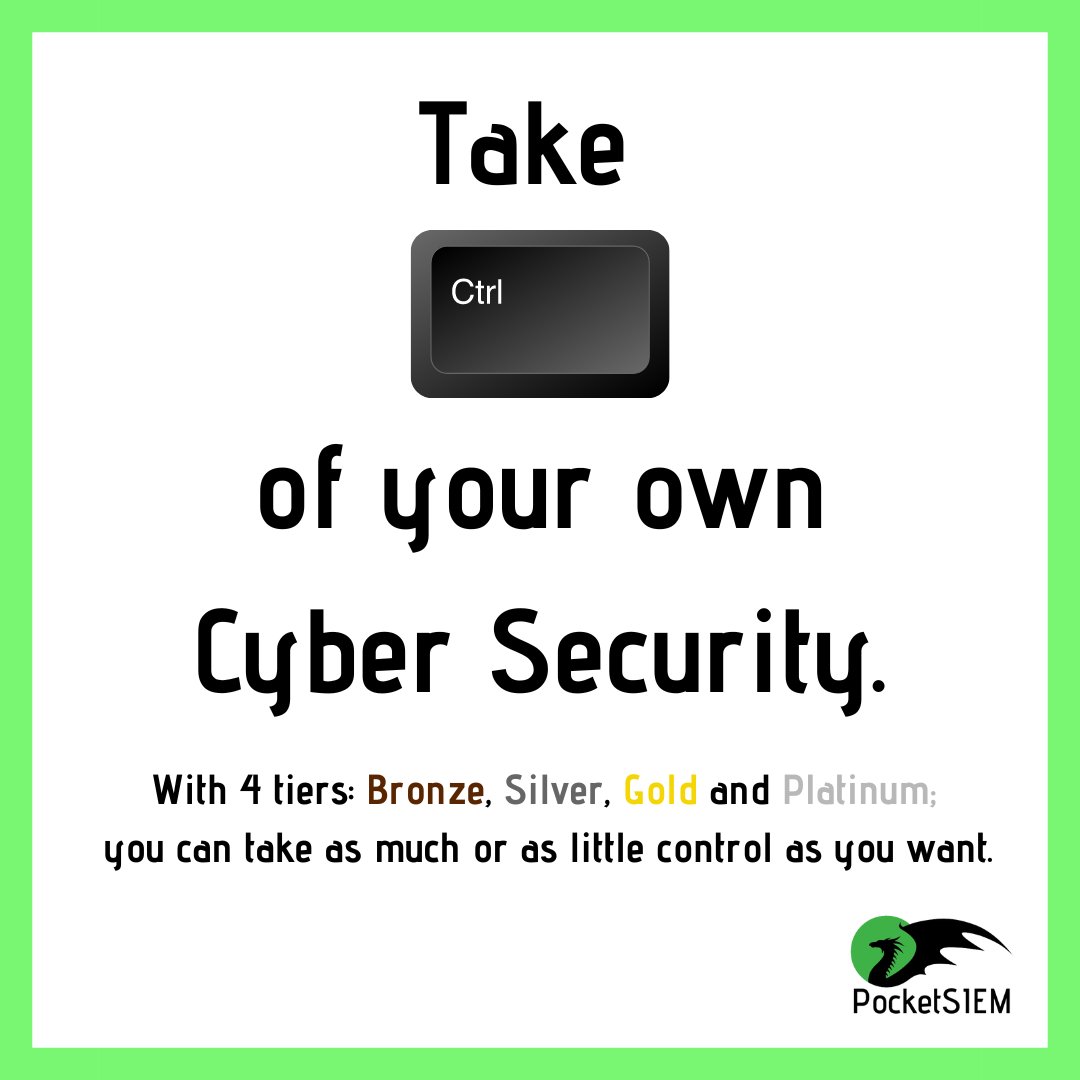 Take
Ctrl
of your own
Cyber Security.
With 4 tiers: Bronze, Silver, Gold and Platinum;
you can take as much or as little control as you want.
PocketSIEM